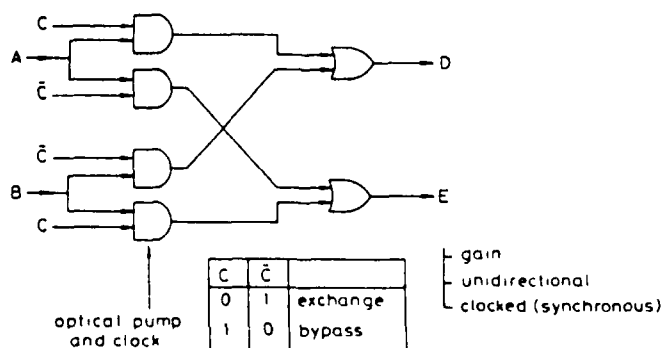 C
A
C̄
C̄
B
C
D
E
optical pump
and clock
C C̄
0 1 exchange
1 0 bypass
gain
unidirectional
clocked (synchronous)